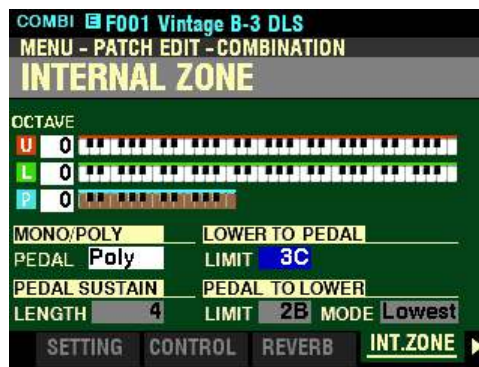 COMBI E F001 Vintage B-3 DLS
MENU - PATCH EDIT - COMBINATION
INTERNAL ZONE
OCTAVE
U 0
L 0
P 0
MONO/POLY LOWER TO PEDAL
PEDAL Poly LIMIT 3C
PEDAL SUSTAIN PEDAL TO LOWER
LENGTH 4 LIMIT 2B MODE Lowest
SETTING CONTROL REVERB INT.ZONE